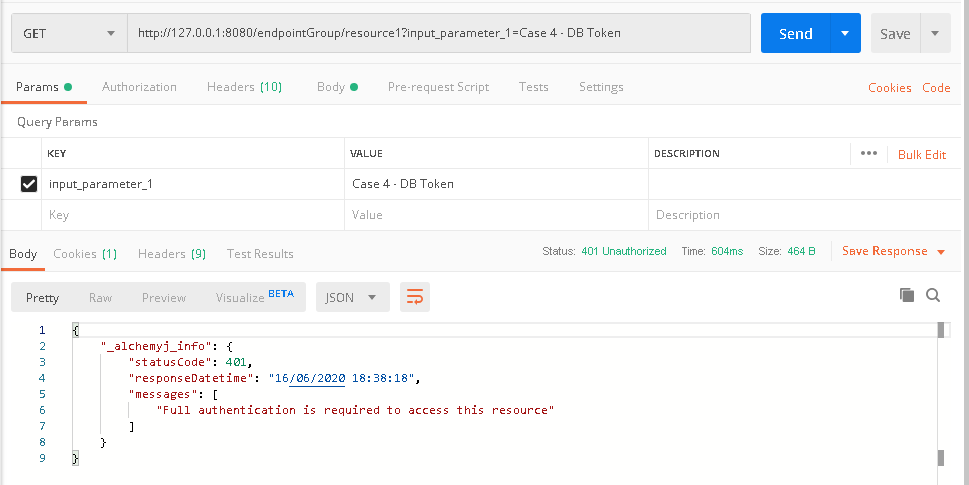 GET http://127.0.0.1:8080/endpointGroup/resource1?input_parameter_1=Case 4 - DB Token Send Save
Params Authorization Headers (10) Body Pre-request Script Tests Settings Cookies Code
Query Params
KEY VALUE DESCRIPTION ••• Bulk Edit
input_parameter_1 Case 4 - DB Token
Key Value Description
Body Cookies (1) Headers (9) Test Results Status: 401 Unauthorized Time: 604ms Size: 464 B Save Response
Pretty Raw Preview Visualize BETA JSON
1 {
2 "_alchemyj_info": {
3 "statusCode": 401,
4 "responseDatetime": "16/06/2020 18:38:18",
5 "messages": [
6 "Full authentication is required to access this resource"
7 ]
8 }
9 }